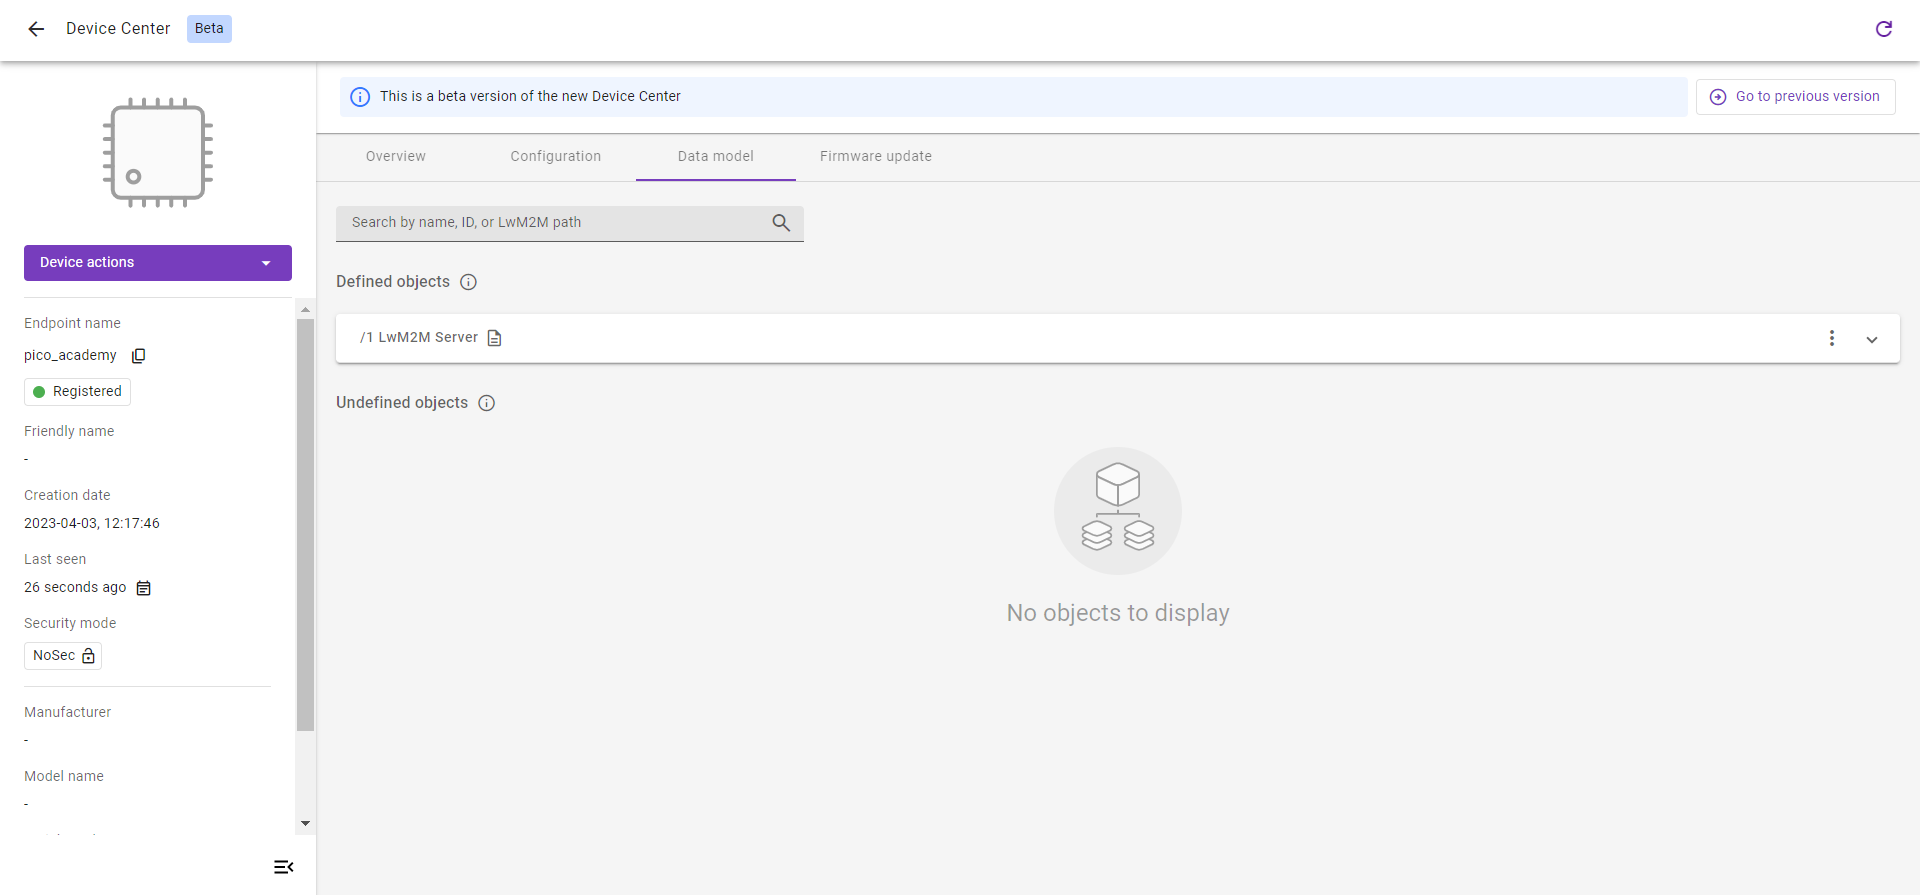 Device Center
Beta
This is a beta version of the new Device Center
Go to previous version
Overview
Configuration
Data model
Firmware update
Search by name, ID, or LwM2M path
Defined objects
/1 LwM2M Server
Undefined objects
No objects to display
Device actions
Endpoint name
pico_academy
Registered
Friendly name
-
Creation date
2023-04-03, 12:17:46
Last seen
26 seconds ago
Security mode
NoSec
Manufacturer
-
Model name
-